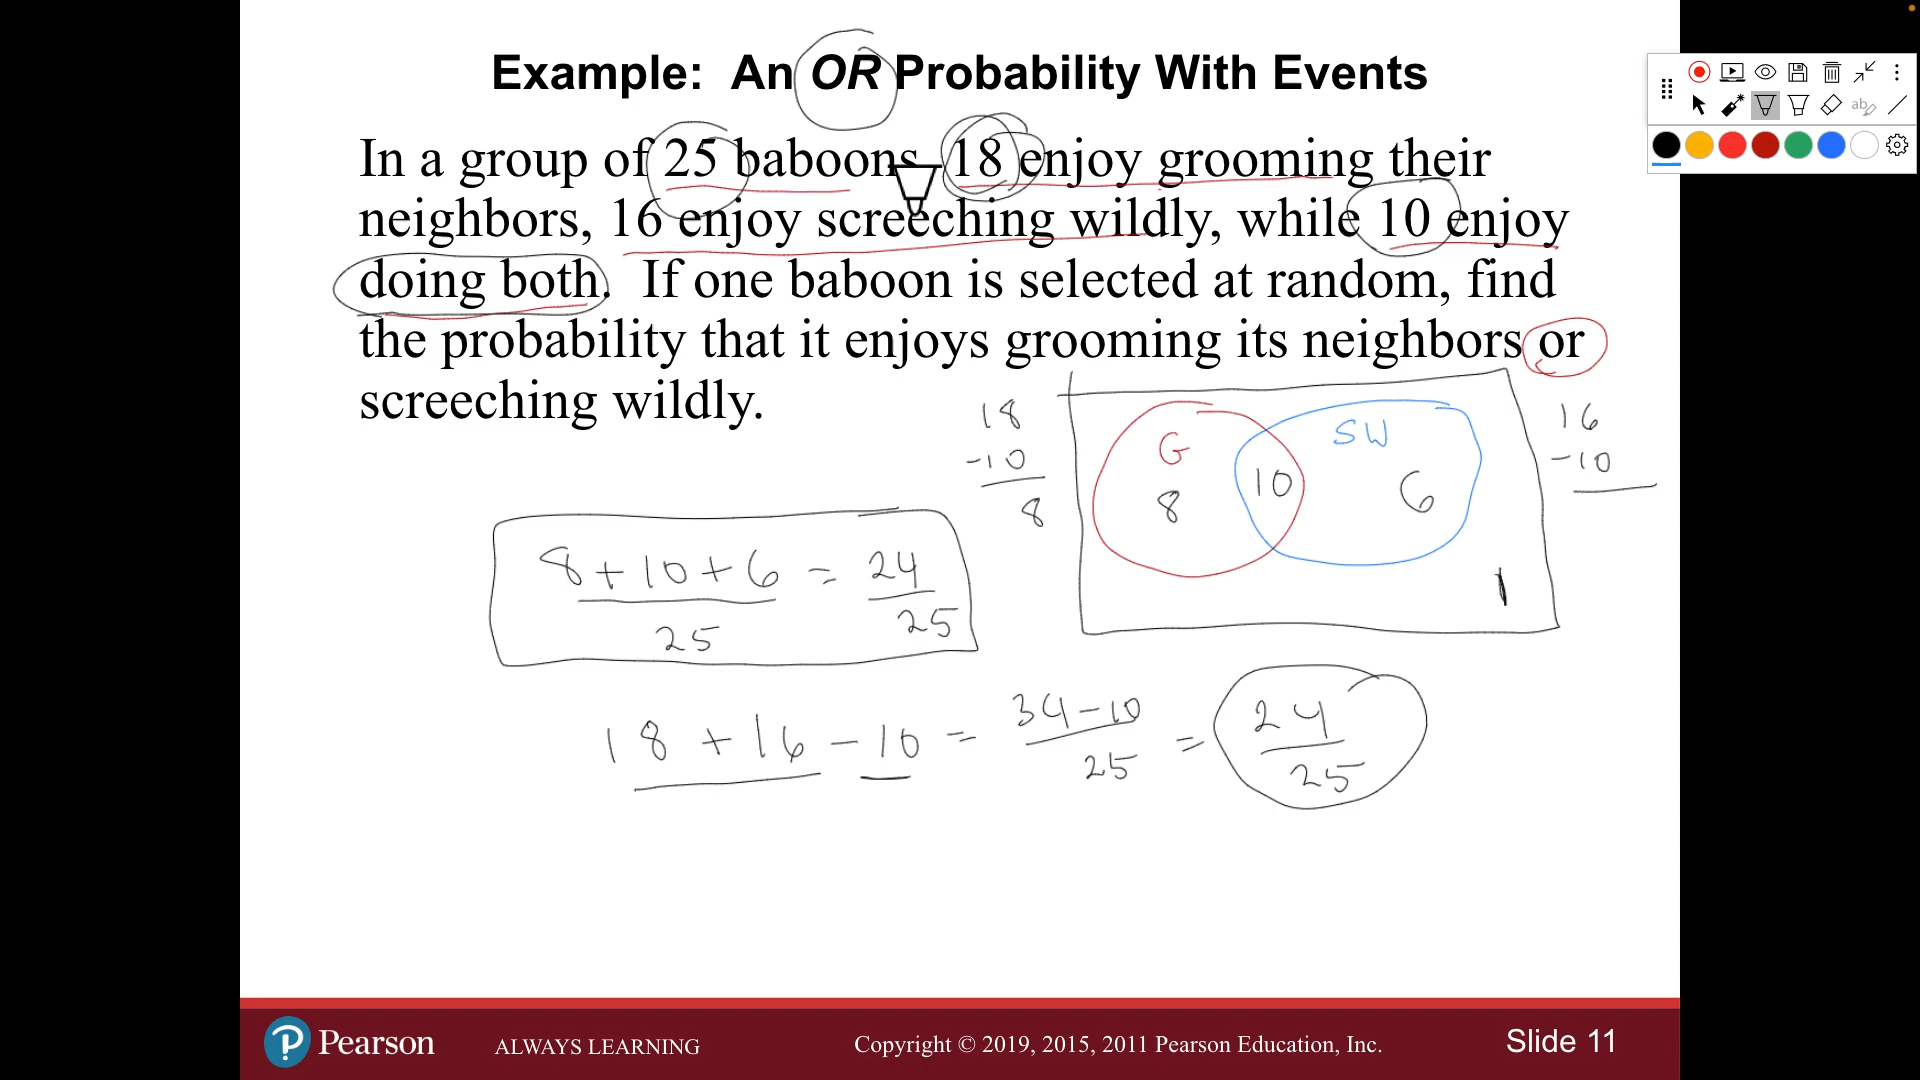 Example: An OR Probability With Events
In a group of 25 baboons, 18 enjoy grooming their
neighbors, 16 enjoy screeching wildly, while 10 enjoy
doing both. If one baboon is selected at random, find
the probability that it enjoys grooming its neighbors or
screeching wildly.
18
-10
8
G
8
10
SW
6
1
16
-10
8+10+6 = 24
25 25
18 + 16 - 10 = 34-10 = 24
25 25
Pearson
ALWAYS LEARNING
Copyright © 2019, 2015, 2011 Pearson Education, Inc.
Slide 11